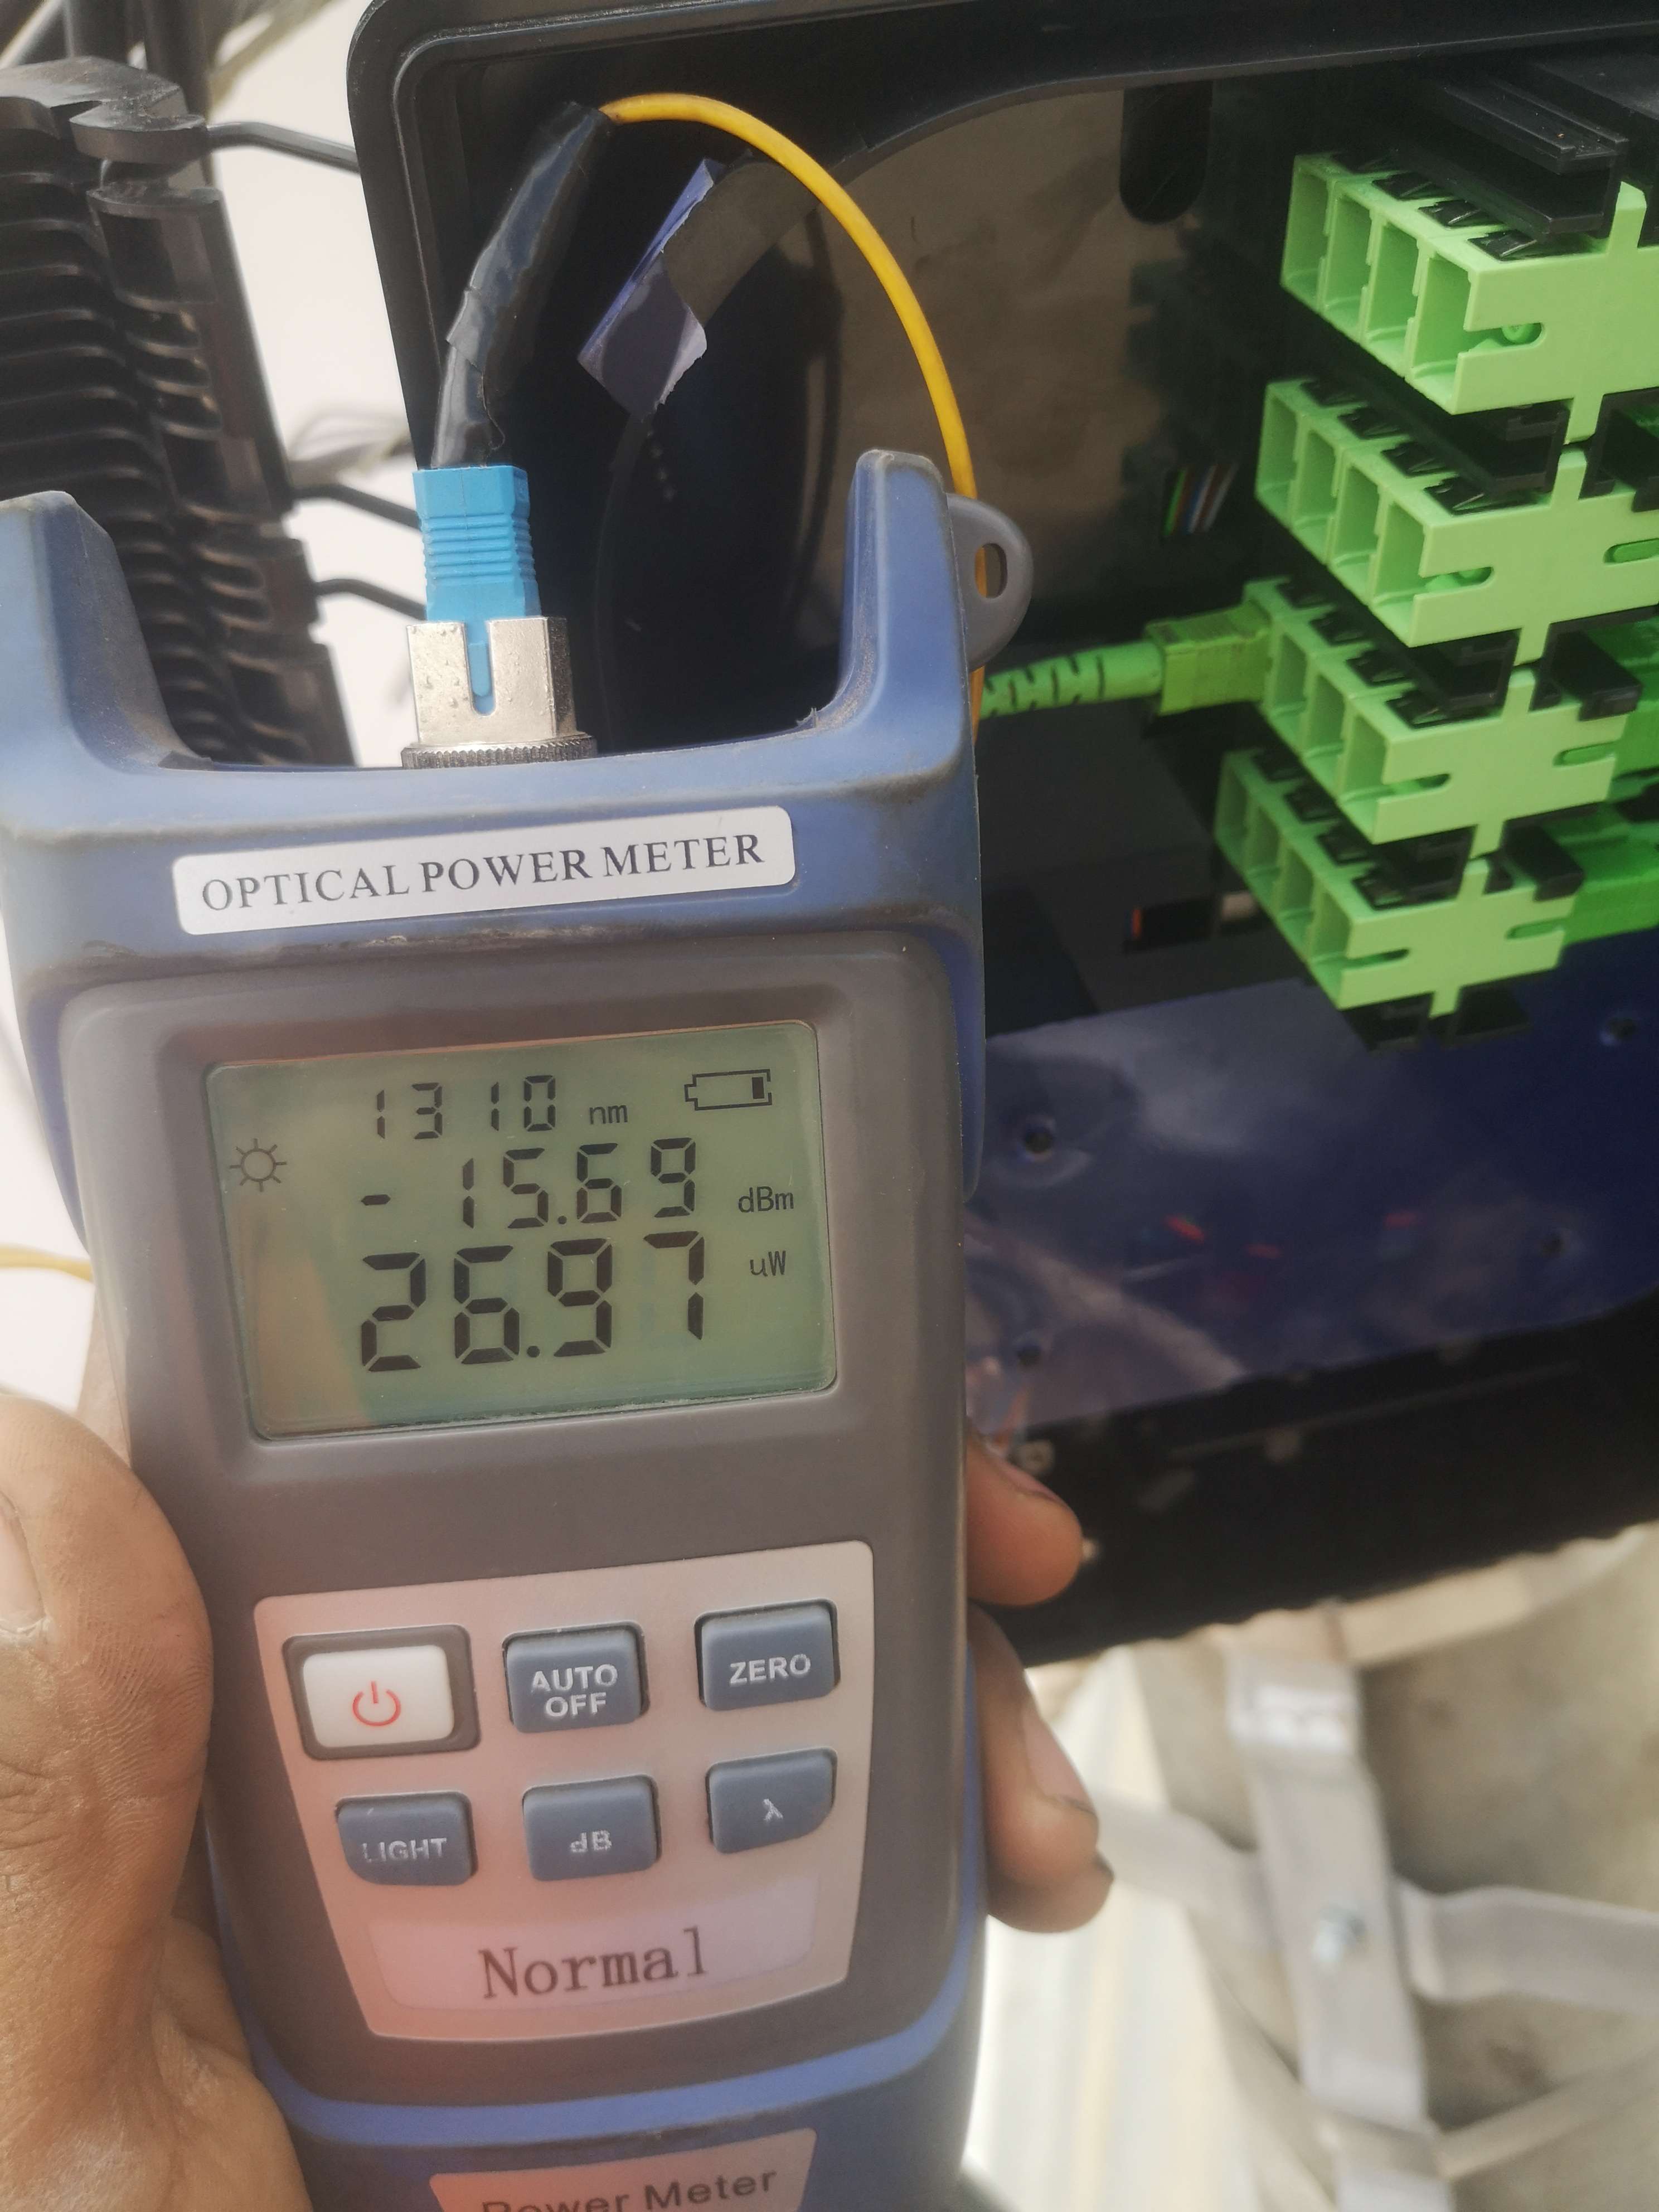 OPTICAL POWER METER
1310 nm
-15.69 dBm
26.97 uW
AUTO OFF
ZERO
LIGHT
dB
λ
Normal
Power Meter